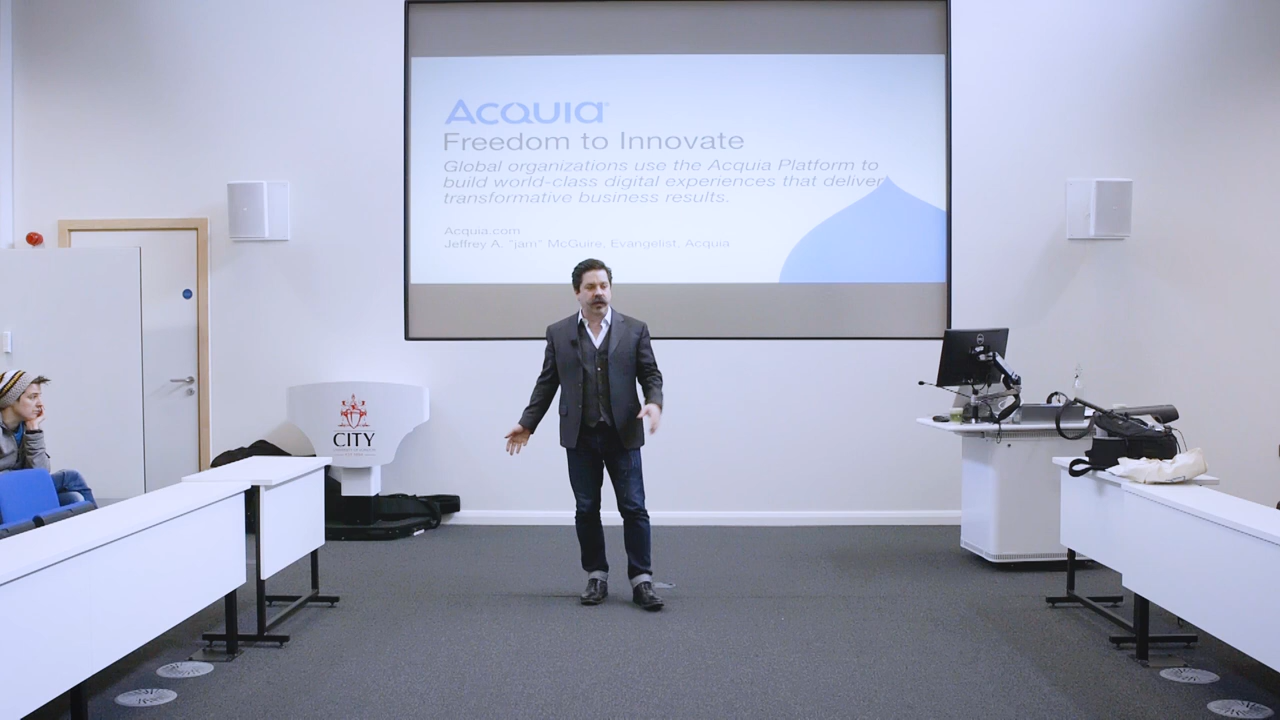 ACQUIA
Freedom to Innovate
Global organizations use the Acquia Platform to
build world-class digital experiences that deliver
transformative business results.
Acquia.com
Jeffrey A. "jam" McGuire, Evangelist, Acquia
CITY